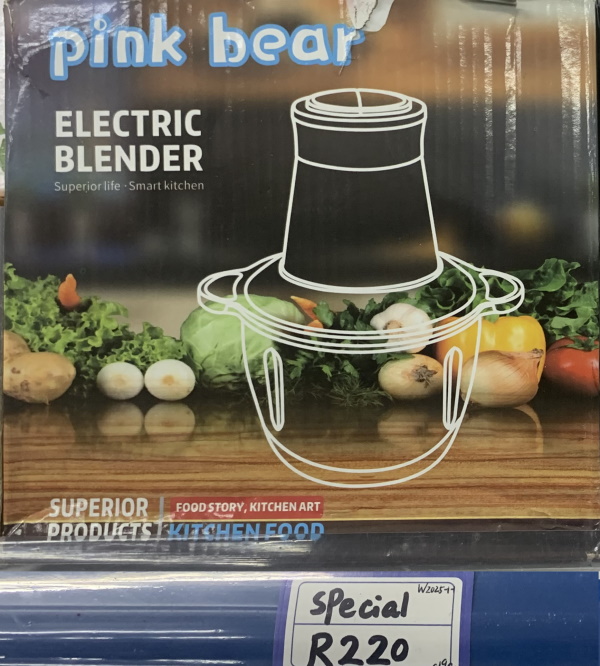 pink bear
ELECTRIC
BLENDER
Superior life · Smart kitchen
SUPERIOR
PRODUCTS
FOOD STORY, KITCHEN ART
KITCHEN FOOD
special
R220